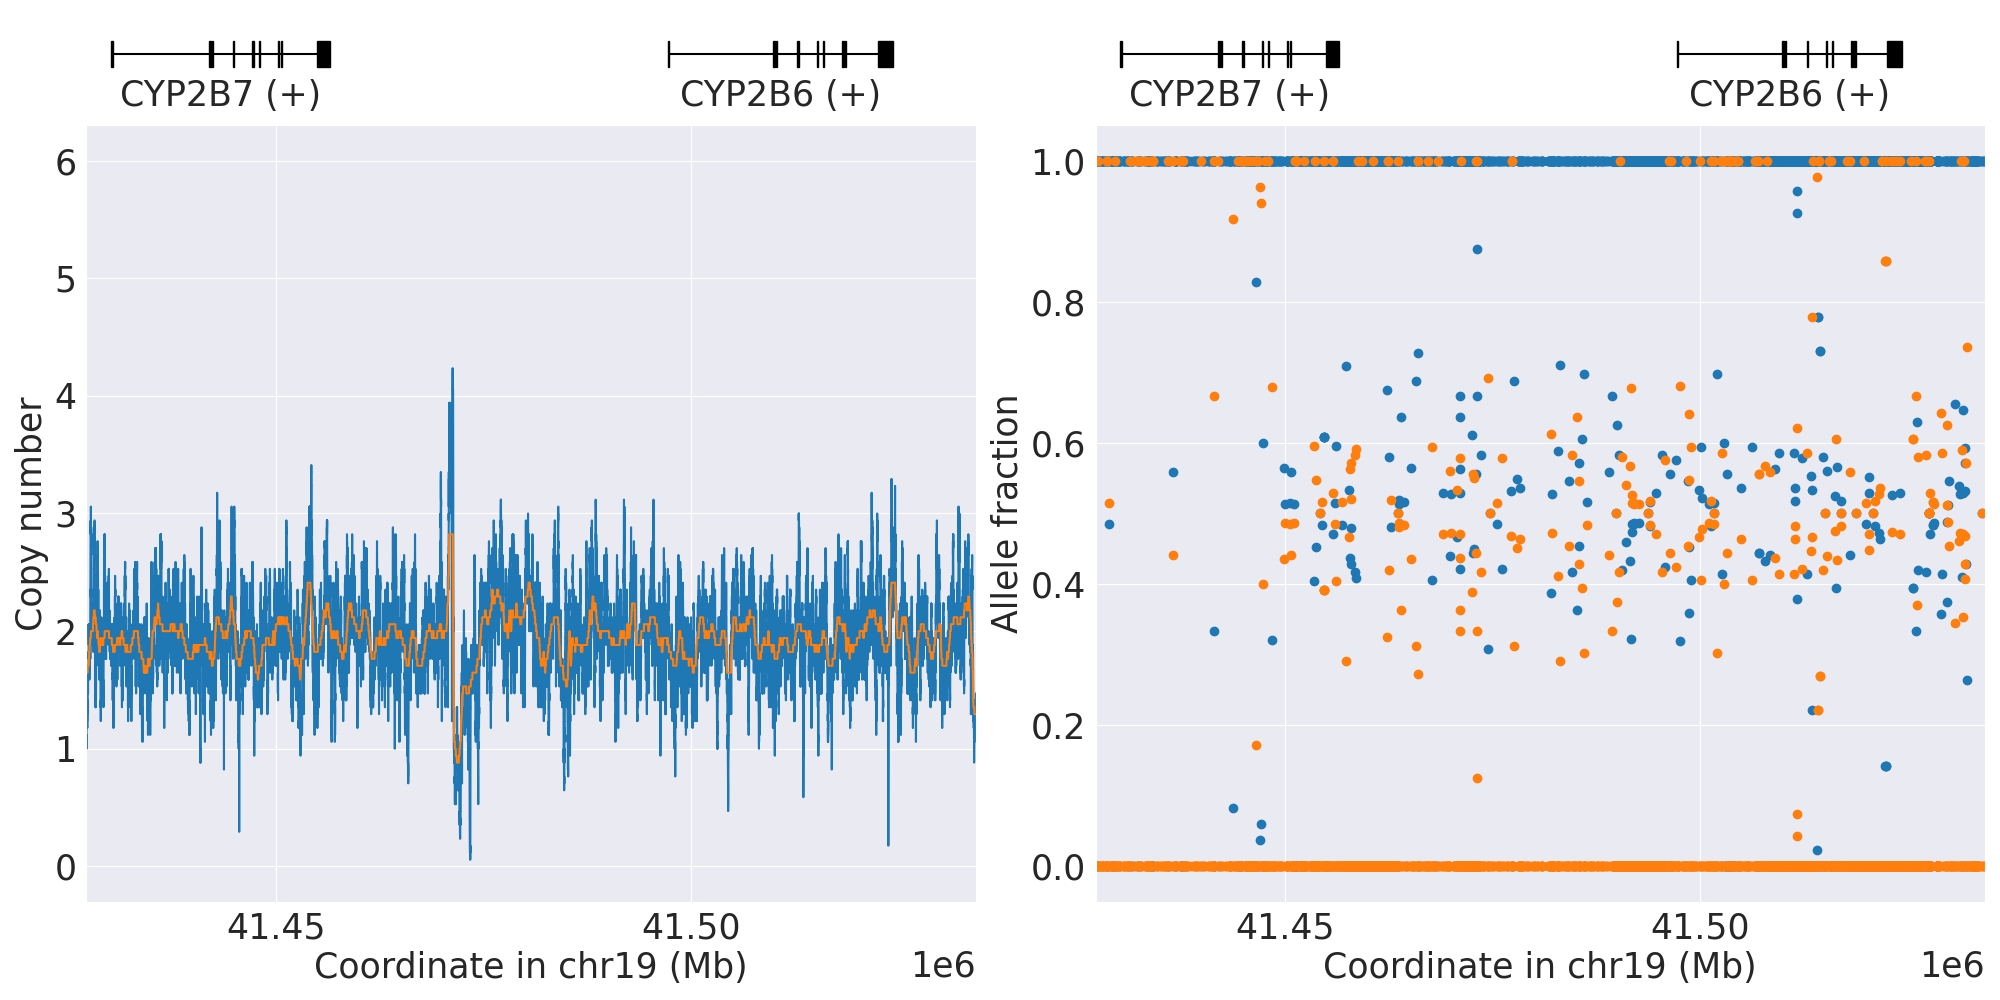 CYP2B7 (+)
CYP2B6 (+)
Copy number
6
5
4
3
2
1
0
41.45
41.50
Coordinate in chr19 (Mb)
1e6
CYP2B7 (+)
CYP2B6 (+)
Allele fraction
1.0
0.8
0.6
0.4
0.2
0.0
41.45
41.50
Coordinate in chr19 (Mb)
1e6